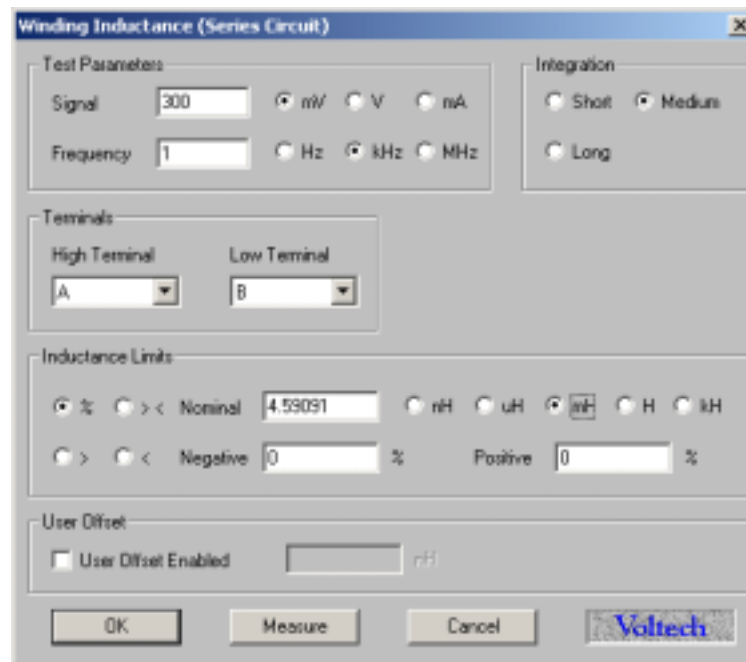 Winding Inductance (Series Circuit)
Test Parameters
Signal 300 mV V mA
Frequency 1 Hz kHz MHz
Integration
Short Medium
Long
Terminals
High Terminal Low Terminal
A B
Inductance Limits
% > < Nominal 4.59091 nH uH mH H kH
> < Negative 0 % Positive 0 %
User Offset
User Offset Enabled nH
OK Measure Cancel Voltech